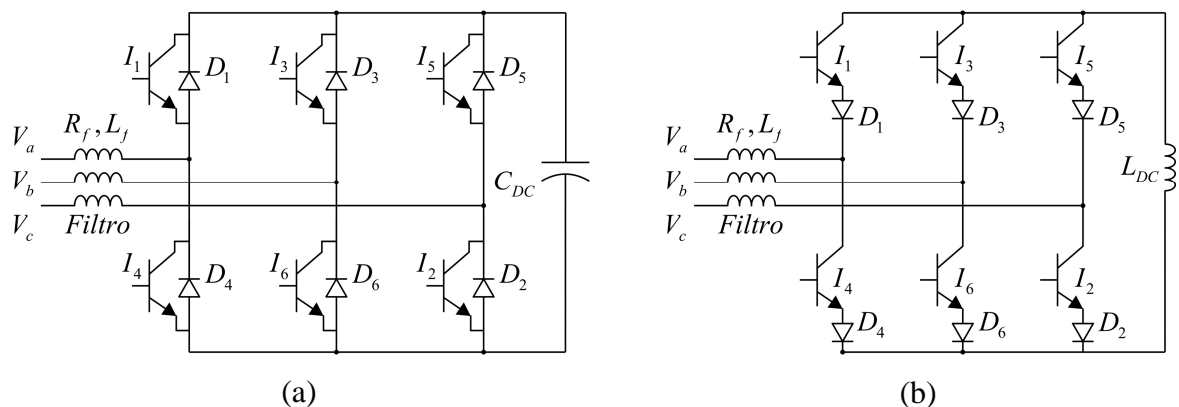 I1 I3 I5
D1 D3 D5
Rf, Lf
Va
Vb
Vc
Filtro
CDC
I4 I6 I2
D4 D6 D2
(a)
I1 I3 I5
D1 D3 D5
Rf, Lf
Va
Vb
Vc
Filtro
LDC
I4 I6 I2
D4 D6 D2
(b)